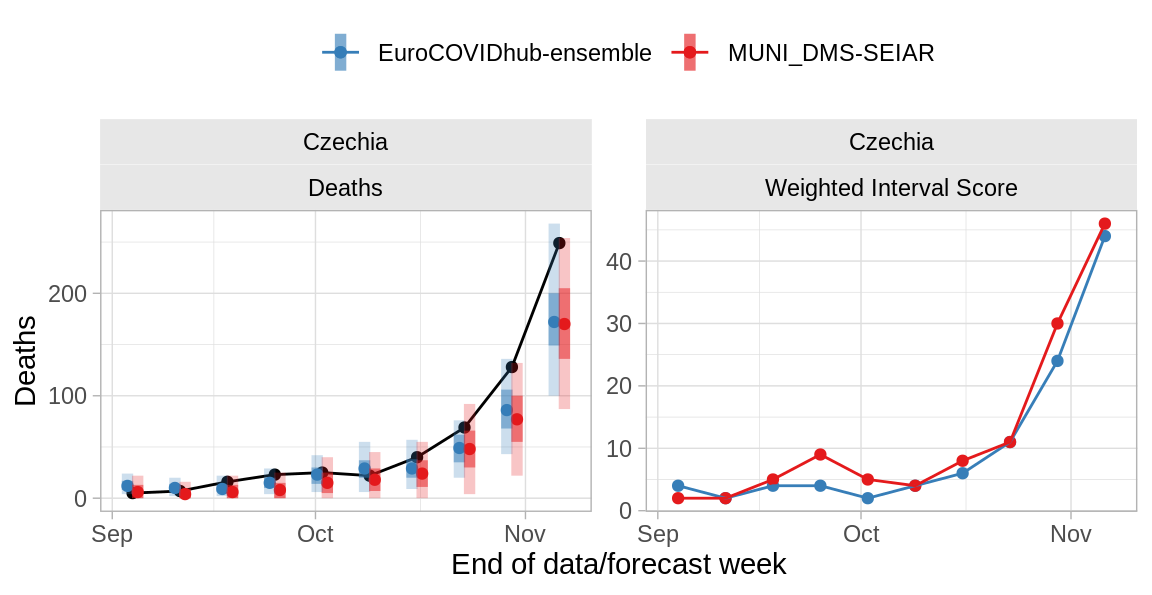 EuroCOVIDhub-ensemble MUNI_DMS-SEIAR
Czechia
Deaths
Deaths
200
100
0
Sep Oct Nov
Czechia
Weighted Interval Score
40
30
20
10
0
Sep Oct Nov
End of data/forecast week